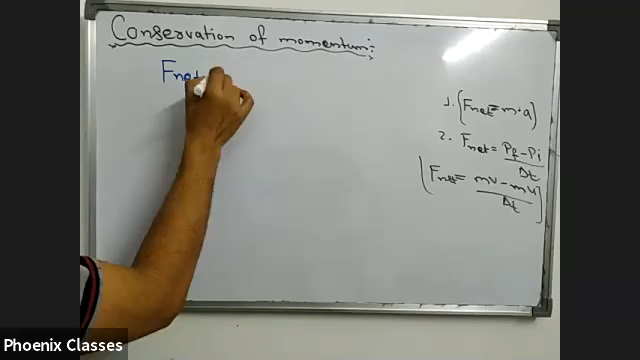 Conservation of momentum:
Fnet
1. (Fnet = m·a)
2. Fnet = Pf - Pi / Δt
(Fnet = mv - mu / Δt]
Phoenix Classes